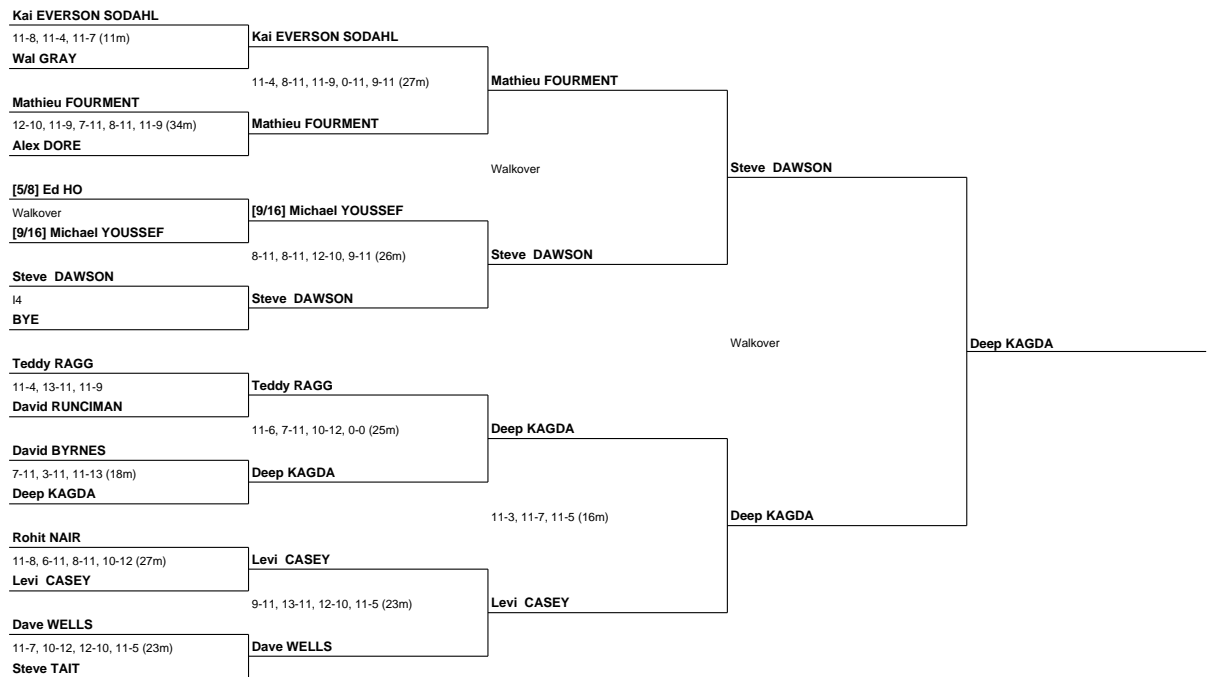 Kai EVERSON SODAHL
11-8, 11-4, 11-7 (11m)
Wal GRAY
Kai EVERSON SODAHL
11-4, 8-11, 11-9, 0-11, 9-11 (27m)
Mathieu FOURMENT
Mathieu FOURMENT
12-10, 11-9, 7-11, 8-11, 11-9 (34m)
Alex DORE
Mathieu FOURMENT
Walkover
Steve DAWSON
[5/8] Ed HO
Walkover
[9/16] Michael YOUSSEF
[9/16] Michael YOUSSEF
8-11, 8-11, 12-10, 9-11 (26m)
Steve DAWSON
Steve DAWSON
I4
BYE
Steve DAWSON
Walkover
Deep KAGDA
Teddy RAGG
11-4, 13-11, 11-9
David RUNCIMAN
Teddy RAGG
11-6, 7-11, 10-12, 0-0 (25m)
Deep KAGDA
David BYRNES
7-11, 3-11, 11-13 (18m)
Deep KAGDA
Deep KAGDA
11-3, 11-7, 11-5 (16m)
Deep KAGDA
Rohit NAIR
11-8, 6-11, 8-11, 10-12 (27m)
Levi CASEY
Levi CASEY
9-11, 13-11, 12-10, 11-5 (23m)
Levi CASEY
Dave WELLS
11-7, 10-12, 12-10, 11-5 (23m)
Steve TAIT
Dave WELLS